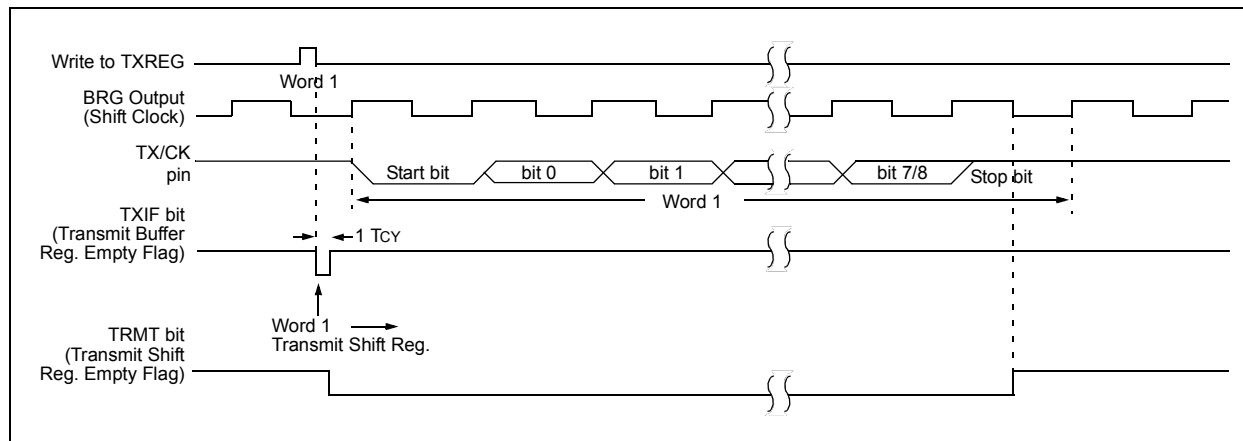 Write to TXREG
Word 1
BRG Output
(Shift Clock)
TX/CK
pin
Start bit
bit 0
bit 1
bit 7/8
Stop bit
Word 1
TXIF bit
(Transmit Buffer
Reg. Empty Flag)
1 TCY
Word 1
Transmit Shift Reg.
TRMT bit
(Transmit Shift
Reg. Empty Flag)